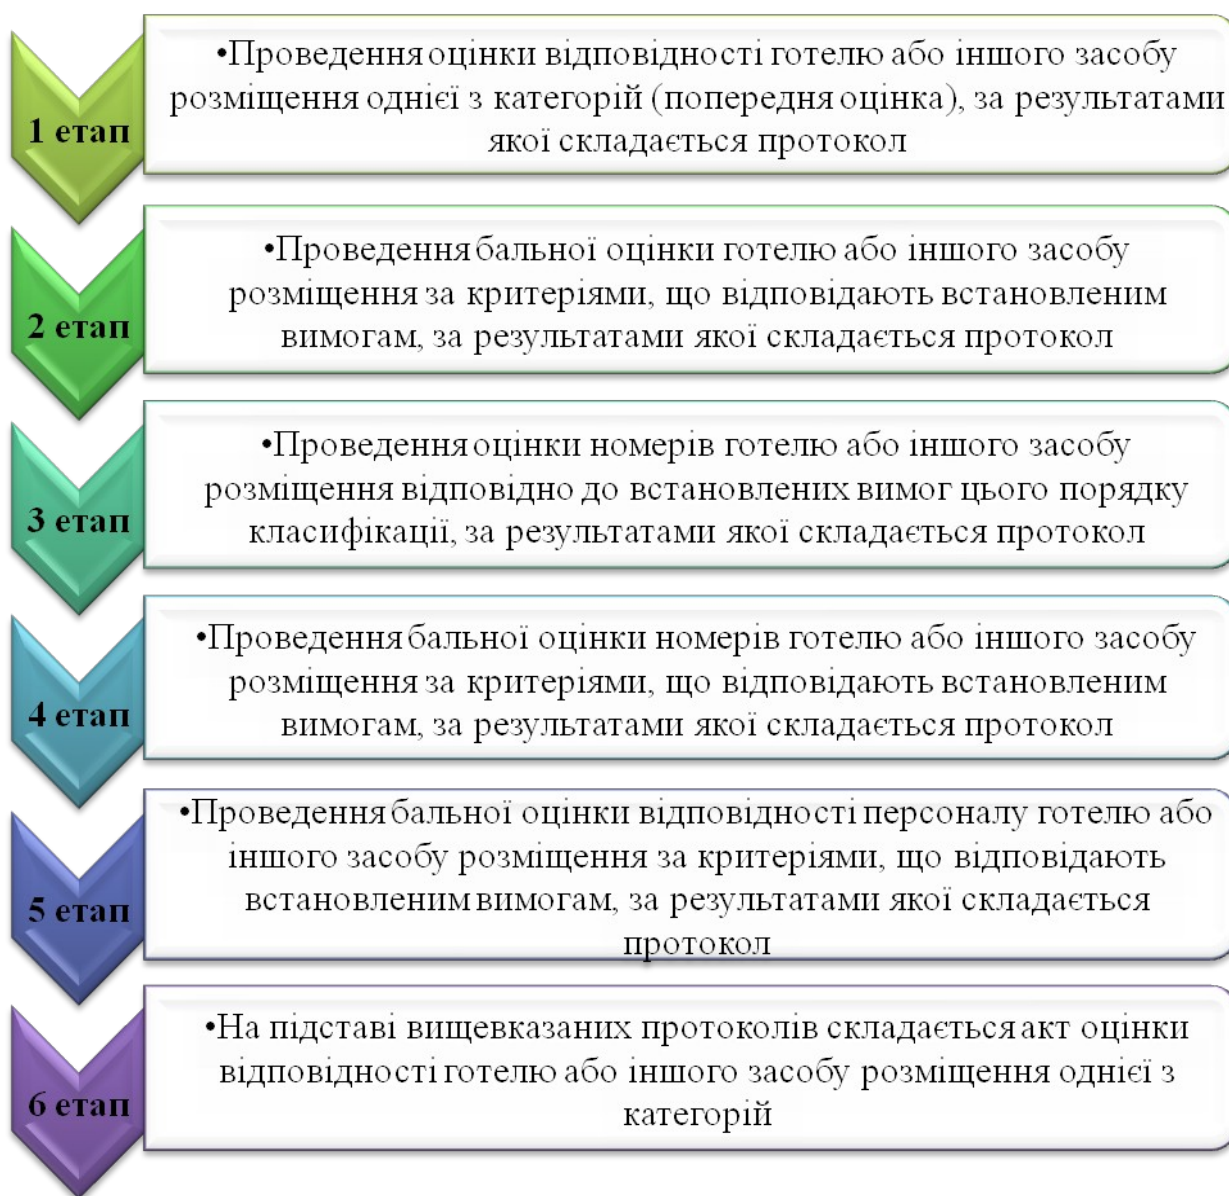 1 етап
•Проведення оцінки відповідності готелю або іншого засобу
розміщення однієї з категорій (попередня оцінка), за результатами
якої складається протокол
2 етап
•Проведення бальної оцінки готелю або іншого засобу
розміщення за критеріями, що відповідають встановленим
вимогам, за результатами якої складається протокол
3 етап
•Проведення оцінки номерів готелю або іншого засобу
розміщення відповідно до встановлених вимог цього порядку
класифікації, за результатами якої складається протокол
4 етап
•Проведення бальної оцінки номерів готелю або іншого засобу
розміщення за критеріями, що відповідають встановленим
вимогам, за результатами якої складається протокол
5 етап
•Проведення бальної оцінки відповідності персоналу готелю або
іншого засобу розміщення за критеріями, що відповідають
встановленим вимогам, за результатами якої складається
протокол
6 етап
•На підставі вищевказаних протоколів складається акт оцінки
відповідності готелю або іншого засобу розміщення однієї з
категорій